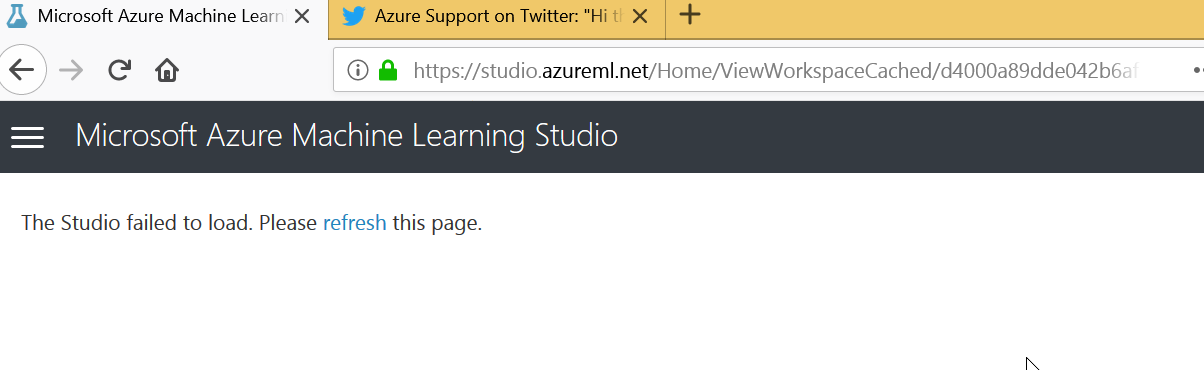 Microsoft Azure Machine Learn
Azure Support on Twitter: "Hi t
https://studio.azureml.net/Home/ViewWorkspaceCached/d4000a89dde042b6af
Microsoft Azure Machine Learning Studio
The Studio failed to load. Please refresh this page.